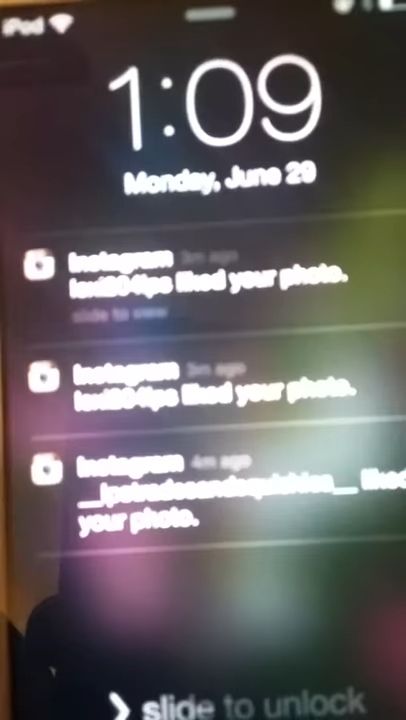 iPod
1:09
Monday, June 29
Instagram 3m ago
liked your photo.
slide to view
Instagram 3m ago
liked your photo.
Instagram 4m ago
liked
your photo.
slide to unlock